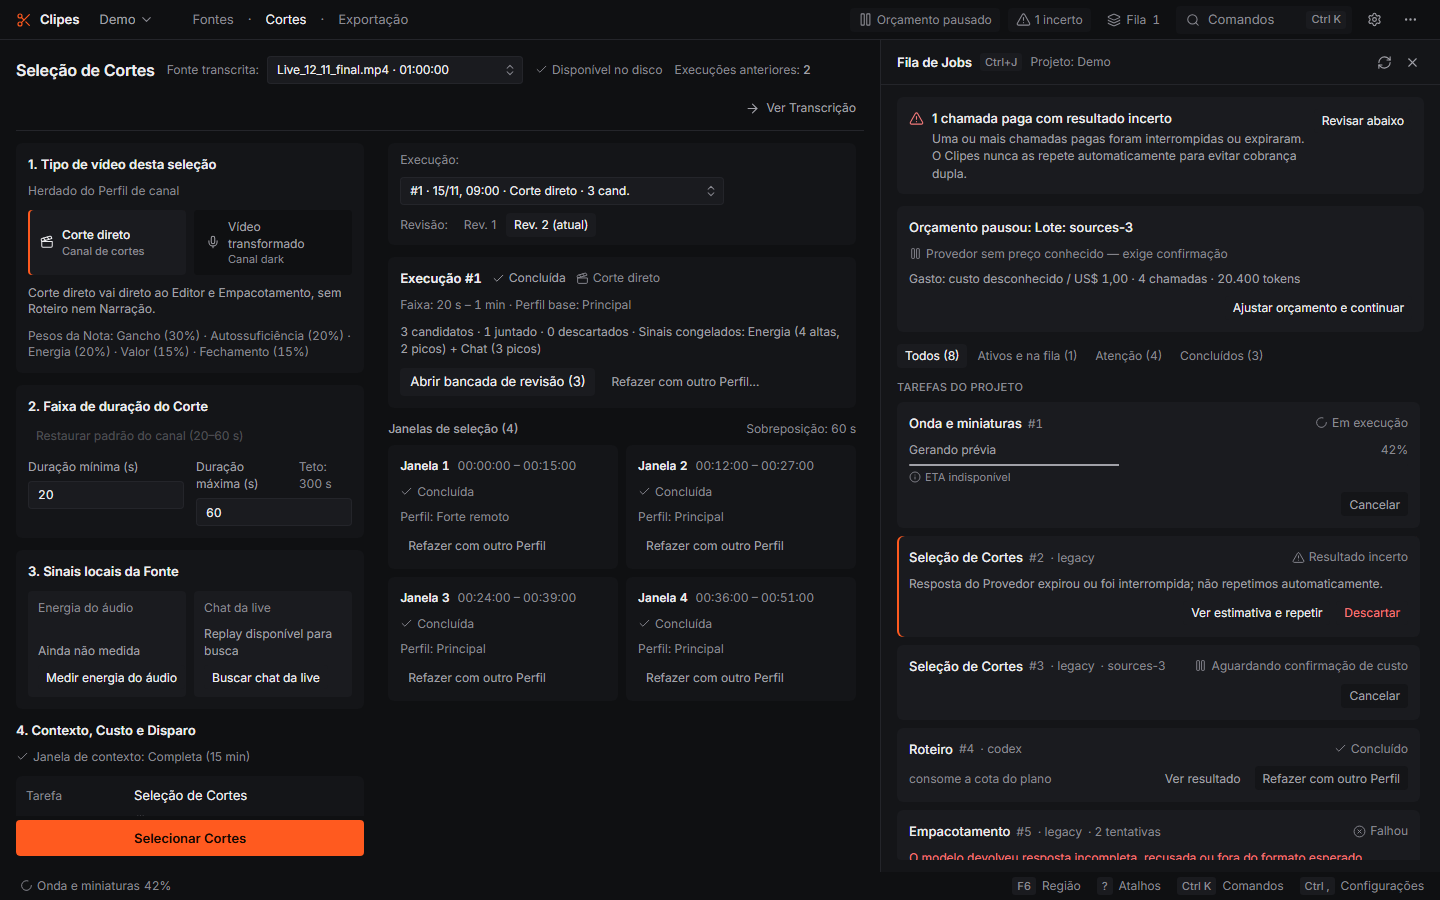 Clipes Demo Fontes · Cortes · Exportação Orçamento pausado 1 incerto Fila 1 Comandos Ctrl K
Seleção de Cortes Fonte transcrita: Live_12_11_final.mp4 · 01:00:00 Disponível no disco Execuções anteriores: 2
Ver Transcrição
1. Tipo de vídeo desta seleção
Herdado do Perfil de canal
Corte direto
Canal de cortes
Vídeo
transformado
Canal dark
Corte direto vai direto ao Editor e Empacotamento, sem
Roteiro nem Narração.
Pesos da Nota: Gancho (30%) · Autossuficiência (20%) ·
Energia (20%) · Valor (15%) · Fechamento (15%)
2. Faixa de duração do Corte
Restaurar padrão do canal (20–60 s)
Duração mínima (s)
20
Duração
máxima (s)
Teto:
300 s
60
3. Sinais locais da Fonte
Energia do áudio
Ainda não medida
Medir energia do áudio
Chat da live
Replay disponível para
busca
Buscar chat da live
4. Contexto, Custo e Disparo
Janela de contexto: Completa (15 min)
Tarefa Seleção de Cortes
Selecionar Cortes
Execução:
#1 · 15/11, 09:00 · Corte direto · 3 cand.
Revisão: Rev. 1 Rev. 2 (atual)
Execução #1 Concluída Corte direto
Faixa: 20 s – 1 min · Perfil base: Principal
3 candidatos · 1 juntado · 0 descartados · Sinais congelados: Energia (4 altas,
2 picos) + Chat (3 picos)
Abrir bancada de revisão (3) Refazer com outro Perfil...
Janelas de seleção (4) Sobreposição: 60 s
Janela 1 00:00:00 – 00:15:00
Concluída
Perfil: Forte remoto
Refazer com outro Perfil
Janela 2 00:12:00 – 00:27:00
Concluída
Perfil: Principal
Refazer com outro Perfil
Janela 3 00:24:00 – 00:39:00
Concluída
Perfil: Principal
Refazer com outro Perfil
Janela 4 00:36:00 – 00:51:00
Concluída
Perfil: Principal
Refazer com outro Perfil
Fila de Jobs Ctrl+J Projeto: Demo
1 chamada paga com resultado incerto
Uma ou mais chamadas pagas foram interrompidas ou expiraram.
O Clipes nunca as repete automaticamente para evitar cobrança
dupla.
Revisar abaixo
Orçamento pausou: Lote: sources-3
Provedor sem preço conhecido — exige confirmação
Gasto: custo desconhecido / US$ 1,00 · 4 chamadas · 20.400 tokens
Ajustar orçamento e continuar
Todos (8) Ativos e na fila (1) Atenção (4) Concluídos (3)
TAREFAS DO PROJETO
Onda e miniaturas #1 Em execução
Gerando prévia 42%
ETA indisponível
Cancelar
Seleção de Cortes #2 · legacy Resultado incerto
Resposta do Provedor expirou ou foi interrompida; não repetimos automaticamente.
Ver estimativa e repetir Descartar
Seleção de Cortes #3 · legacy · sources-3 Aguardando confirmação de custo
Cancelar
Roteiro #4 · codex Concluído
consome a cota do plano Ver resultado Refazer com outro Perfil
Empacotamento #5 · legacy · 2 tentativas Falhou
O modelo devolveu resposta incompleta, recusada ou fora do formato esperado.
Onda e miniaturas 42% F6 Região ? Atalhos Ctrl K Comandos Ctrl , Configurações